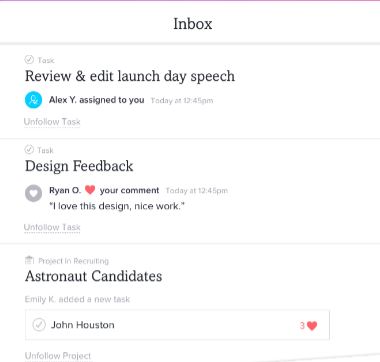 Inbox
Task
Review & edit launch day speech
Alex Y. assigned to you Today at 12:45pm
Unfollow Task
Task
Design Feedback
Ryan O. ❤ your comment Today at 12:45pm
“I love this design, nice work.”
Unfollow Task
Project in Recruiting
Astronaut Candidates
Emily K. added a new task
John Houston 3 ❤
Unfollow Project